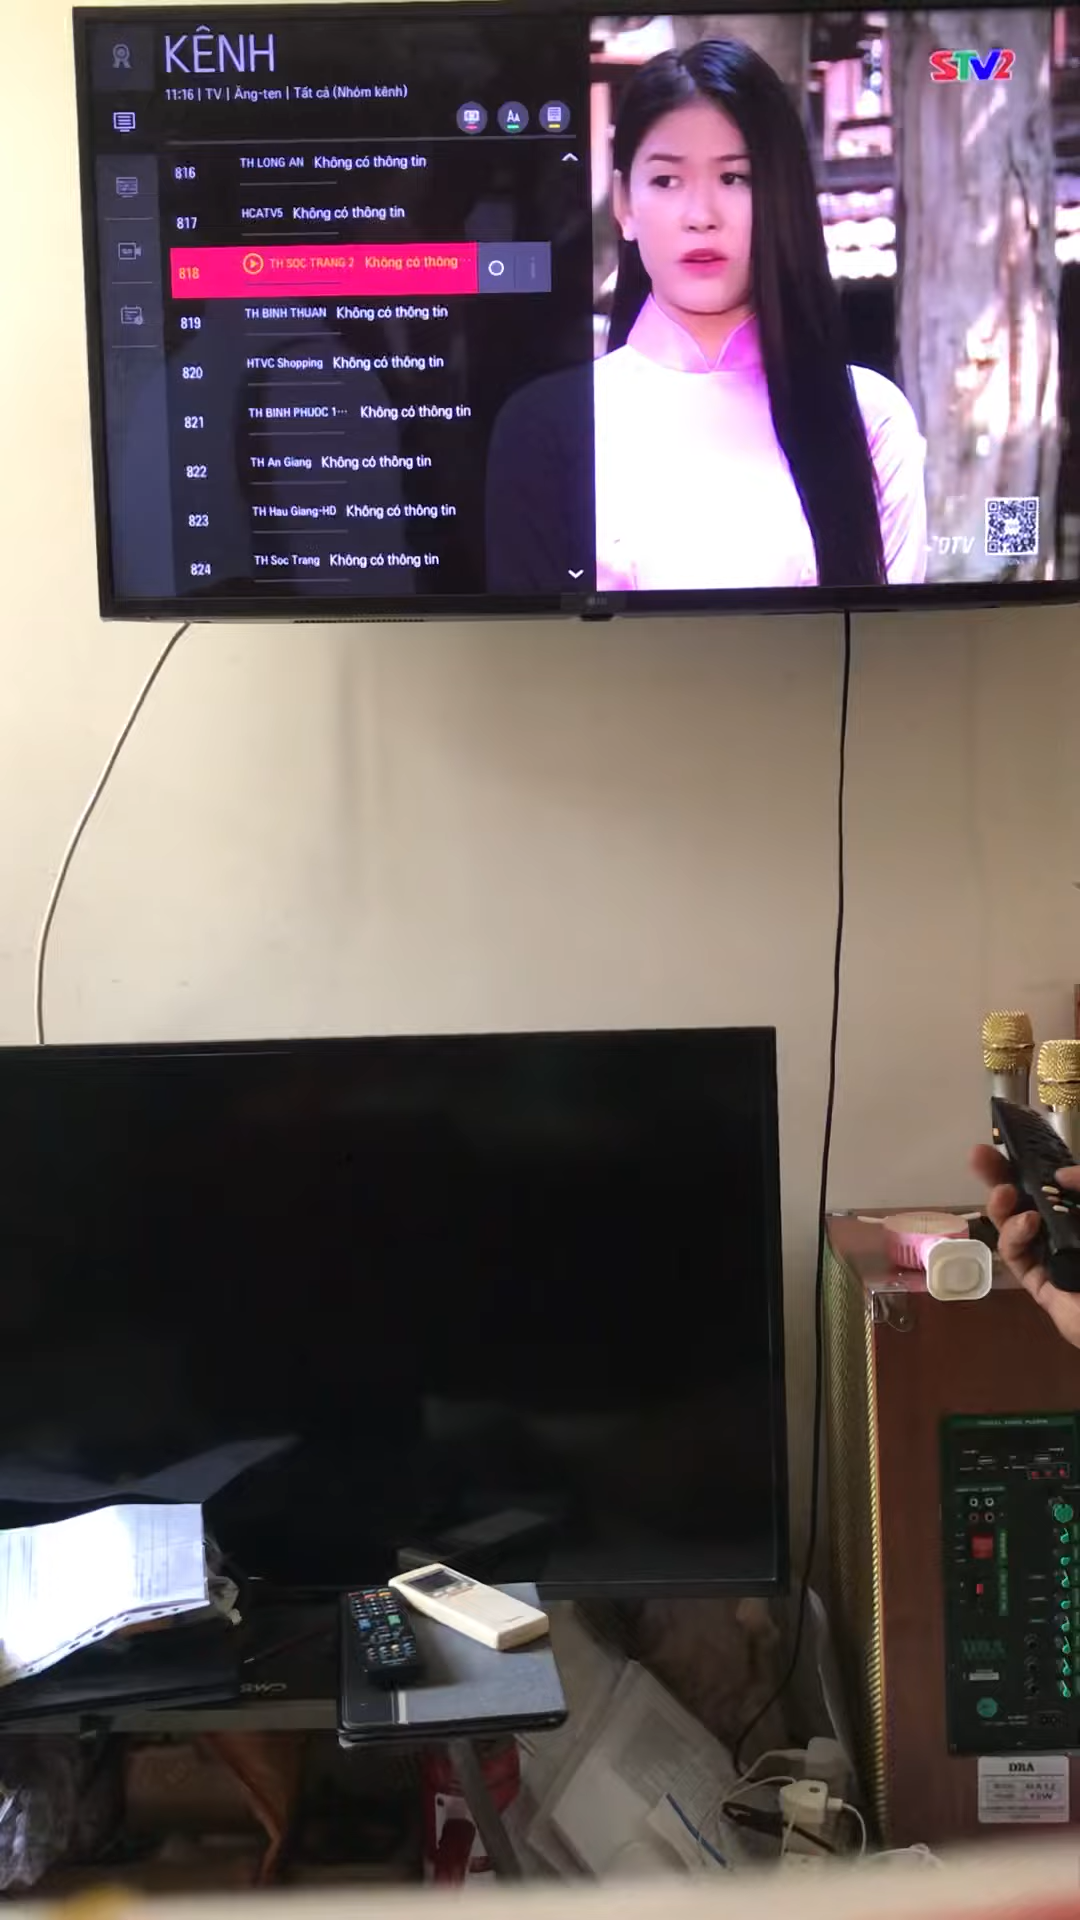 KÊNH
11:16 | TV | Ăng-ten | Tất cả (Nhóm kênh)
816 TH LONG AN Không có thông tin
817 HCATV5 Không có thông tin
818 TH SOC TRANG 2 Không có thông...
819 TH BINH THUAN Không có thông tin
820 HTVC Shopping Không có thông tin
821 TH BINH PHUOC 1... Không có thông tin
822 TH An Giang Không có thông tin
823 TH Hau Giang-HD Không có thông tin
824 TH Soc Trang Không có thông tin
STV2
LG
DBA